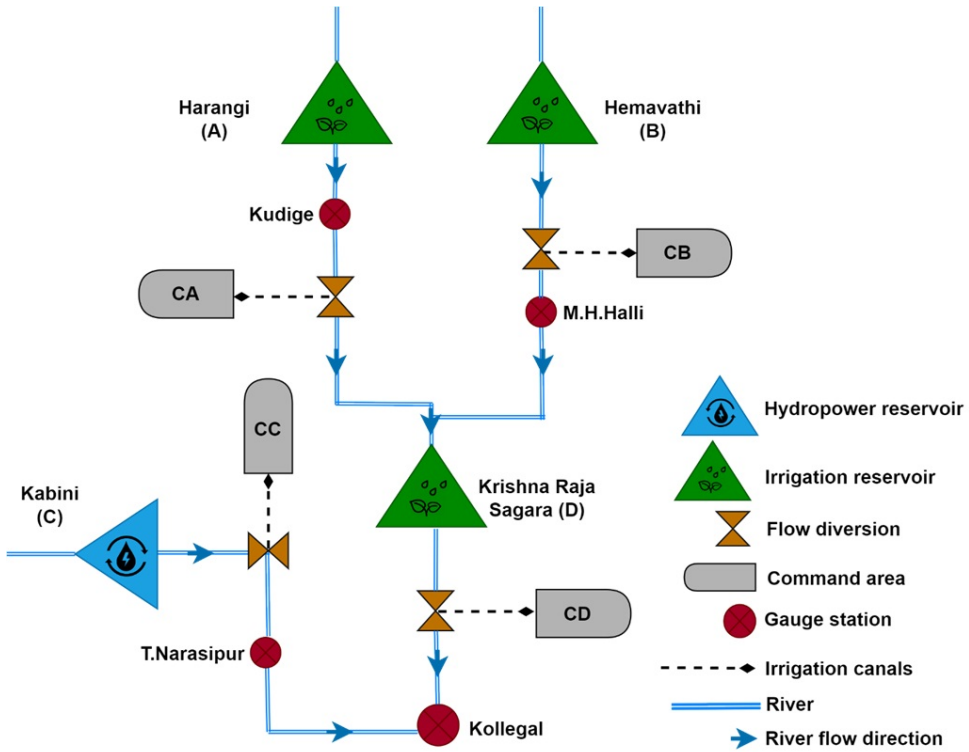 Harangi
(A)
Hemavathi
(B)
Kudige
CA
CB
M.H.Halli
CC
Kabini
(C)
Krishna Raja
Sagara (D)
CD
T.Narasipur
Kollegal
Hydropower reservoir
Irrigation reservoir
Flow diversion
Command area
Gauge station
Irrigation canals
River
River flow direction